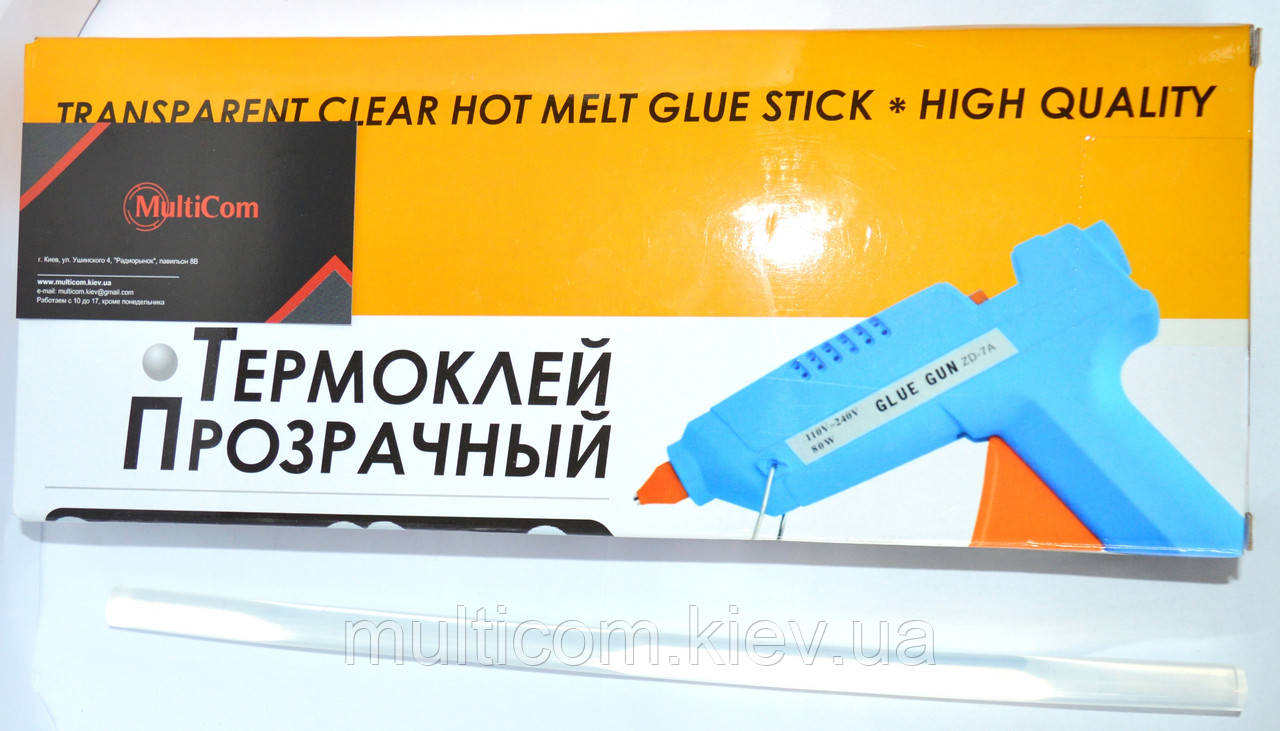 TRANSPARENT CLEAR HOT MELT GLUE STICK * HIGH QUALITY
MultiCom
г. Киев, ул. Ушинского 4, "Радиорынок", павильон 8В
www.multicom.kiev.ua
e-mail: multicom.kiev@gmail.com
Работаем с 10 до 17, кроме понедельника
ТЕРМОКЛЕЙ
ПРОЗРАЧНЫЙ
110V~240V
80W
GLUE GUN ZD-7A
multicom.kiev.ua